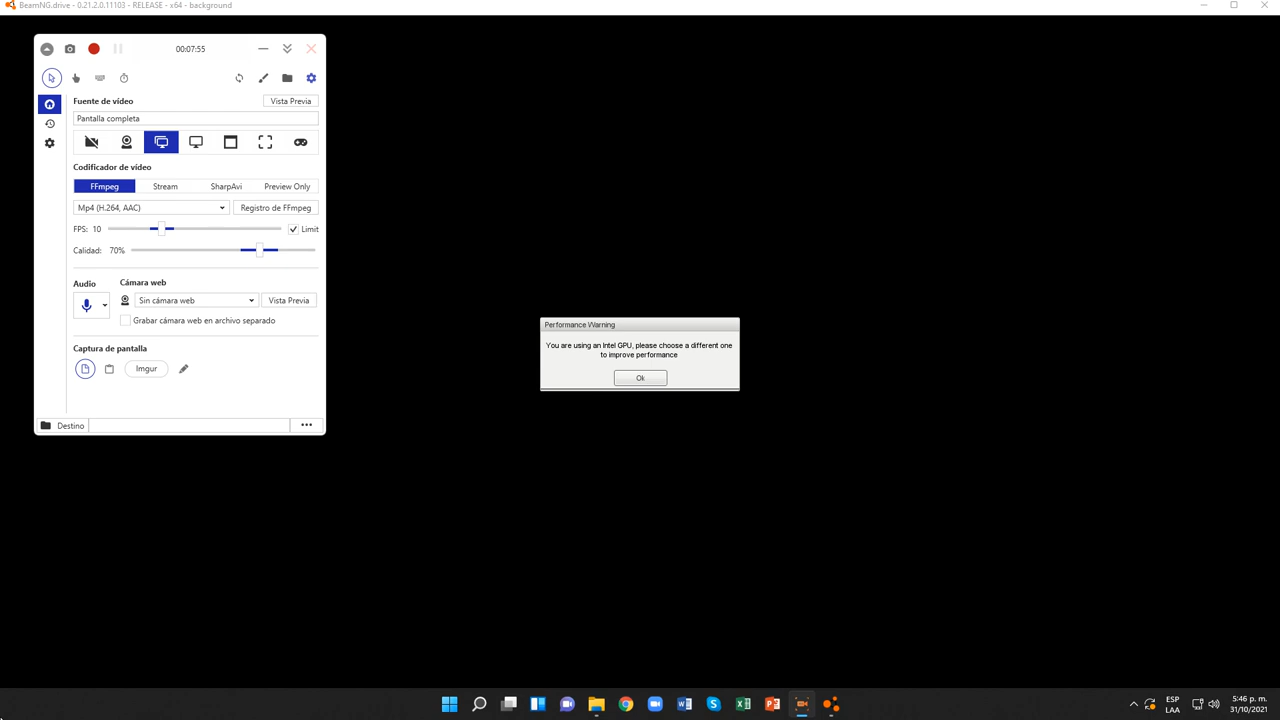 BeamNG.drive - 0.21.2.0.11103 - RELEASE - x64 - background
00:07:55
Fuente de vídeo
Vista Previa
Pantalla completa
Codificador de vídeo
FFmpeg
Stream
SharpAvi
Preview Only
Mp4 (H.264, AAC)
Registro de FFmpeg
FPS: 10
Limit
Calidad: 70%
Audio
Cámara web
Sin cámara web
Vista Previa
Grabar cámara web en archivo separado
Captura de pantalla
Imgur
Destino
Performance Warning
You are using an Intel GPU, please choose a different one
to improve performance
Ok
ESP
LAA
5:46 p. m.
31/10/2021